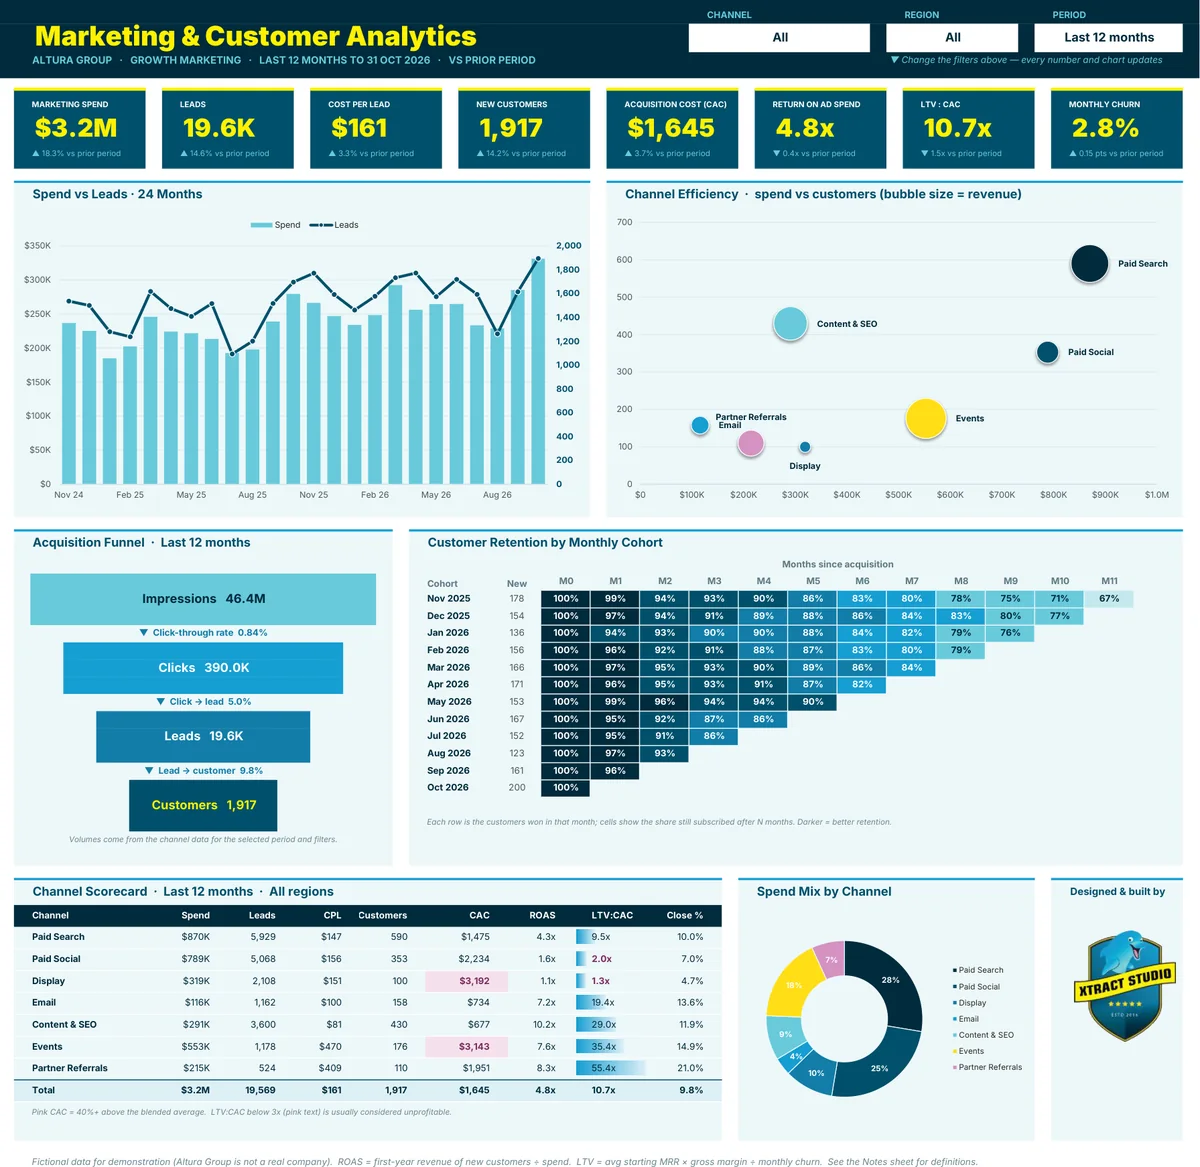 CHANNEL REGION PERIOD
Marketing & Customer Analytics
All All Last 12 months
ALTURA GROUP · GROWTH MARKETING · LAST 12 MONTHS TO 31 OCT 2026 · VS PRIOR PERIOD
▼ Change the filters above — every number and chart updates
MARKETING SPEND
$3.2M
▲ 18.3% vs prior period
LEADS
19.6K
▲ 14.6% vs prior period
COST PER LEAD
$161
▲ 3.3% vs prior period
NEW CUSTOMERS
1,917
▲ 14.2% vs prior period
ACQUISITION COST (CAC)
$1,645
▲ 3.7% vs prior period
RETURN ON AD SPEND
4.8x
▼ 0.4x vs prior period
LTV : CAC
10.7x
▼ 1.5x vs prior period
MONTHLY CHURN
2.8%
▲ 0.15 pts vs prior period
Spend vs Leads · 24 Months
Spend Leads
$350K 2,000
1,800
$300K
1,600
$250K
1,400
$200K
1,200
1,000
$150K
800
$100K
600
400
$50K
200
$0 0
Nov 24 Feb 25 May 25 Aug 25 Nov 25 Feb 26 May 26 Aug 26
Channel Efficiency · spend vs customers (bubble size = revenue)
700
600
Paid Search
500
400
Content & SEO
Paid Social
300
200
Partner Referrals
Email
Events
100
Display
0
$0 $100K $200K $300K $400K $500K $600K $700K $800K $900K $1.0M
Acquisition Funnel · Last 12 months
Impressions 46.4M
▼ Click-through rate 0.84%
Clicks 390.0K
▼ Click → lead 5.0%
Leads 19.6K
▼ Lead → customer 9.8%
Customers 1,917
Volumes come from the channel data for the selected period and filters.
Customer Retention by Monthly Cohort
Months since acquisition
Cohort New M0 M1 M2 M3 M4 M5 M6 M7 M8 M9 M10 M11
Nov 2025 178 100% 99% 94% 93% 90% 86% 83% 80% 78% 75% 71% 67%
Dec 2025 154 100% 97% 94% 91% 89% 88% 86% 84% 83% 80% 77%
Jan 2026 136 100% 94% 93% 90% 90% 88% 84% 82% 79% 76%
Feb 2026 156 100% 96% 92% 91% 88% 87% 83% 80% 79%
Mar 2026 166 100% 97% 95% 93% 90% 89% 86% 84%
Apr 2026 171 100% 96% 95% 93% 91% 87% 82%
May 2026 153 100% 99% 96% 94% 94% 90%
Jun 2026 167 100% 95% 92% 87% 86%
Jul 2026 152 100% 95% 91% 86%
Aug 2026 123 100% 97% 93%
Sep 2026 161 100% 96%
Oct 2026 200 100%
Each row is the customers won in that month; cells show the share still subscribed after N months. Darker = better retention.
Channel Scorecard · Last 12 months · All regions
Channel Spend Leads CPL Customers CAC ROAS LTV:CAC Close %
Paid Search $870K 5,929 $147 590 $1,475 4.3x 9.5x 10.0%
Paid Social $789K 5,068 $156 353 $2,234 1.6x 2.0x 7.0%
Display $319K 2,108 $151 100 $3,192 1.1x 1.3x 4.7%
Email $116K 1,162 $100 158 $734 7.2x 19.4x 13.6%
Content & SEO $291K 3,600 $81 430 $677 10.2x 29.0x 11.9%
Events $553K 1,178 $470 176 $3,143 7.6x 35.4x 14.9%
Partner Referrals $215K 524 $409 110 $1,951 8.3x 55.4x 21.0%
Total $3.2M 19,569 $161 1,917 $1,645 4.8x 10.7x 9.8%
Pink CAC = 40%+ above the blended average. LTV:CAC below 3x (pink text) is usually considered unprofitable.
Spend Mix by Channel
7%
28%
18%
9%
4%
10%
25%
Paid Search
Paid Social
Display
Email
Content & SEO
Events
Partner Referrals
Designed & built by
XTRACT STUDIO
★★★★★
Fictional data for demonstration (Altura Group is not a real company). ROAS = first-year revenue of new customers ÷ spend. LTV = avg starting MRR × gross margin ÷ monthly churn. See the Notes sheet for definitions.